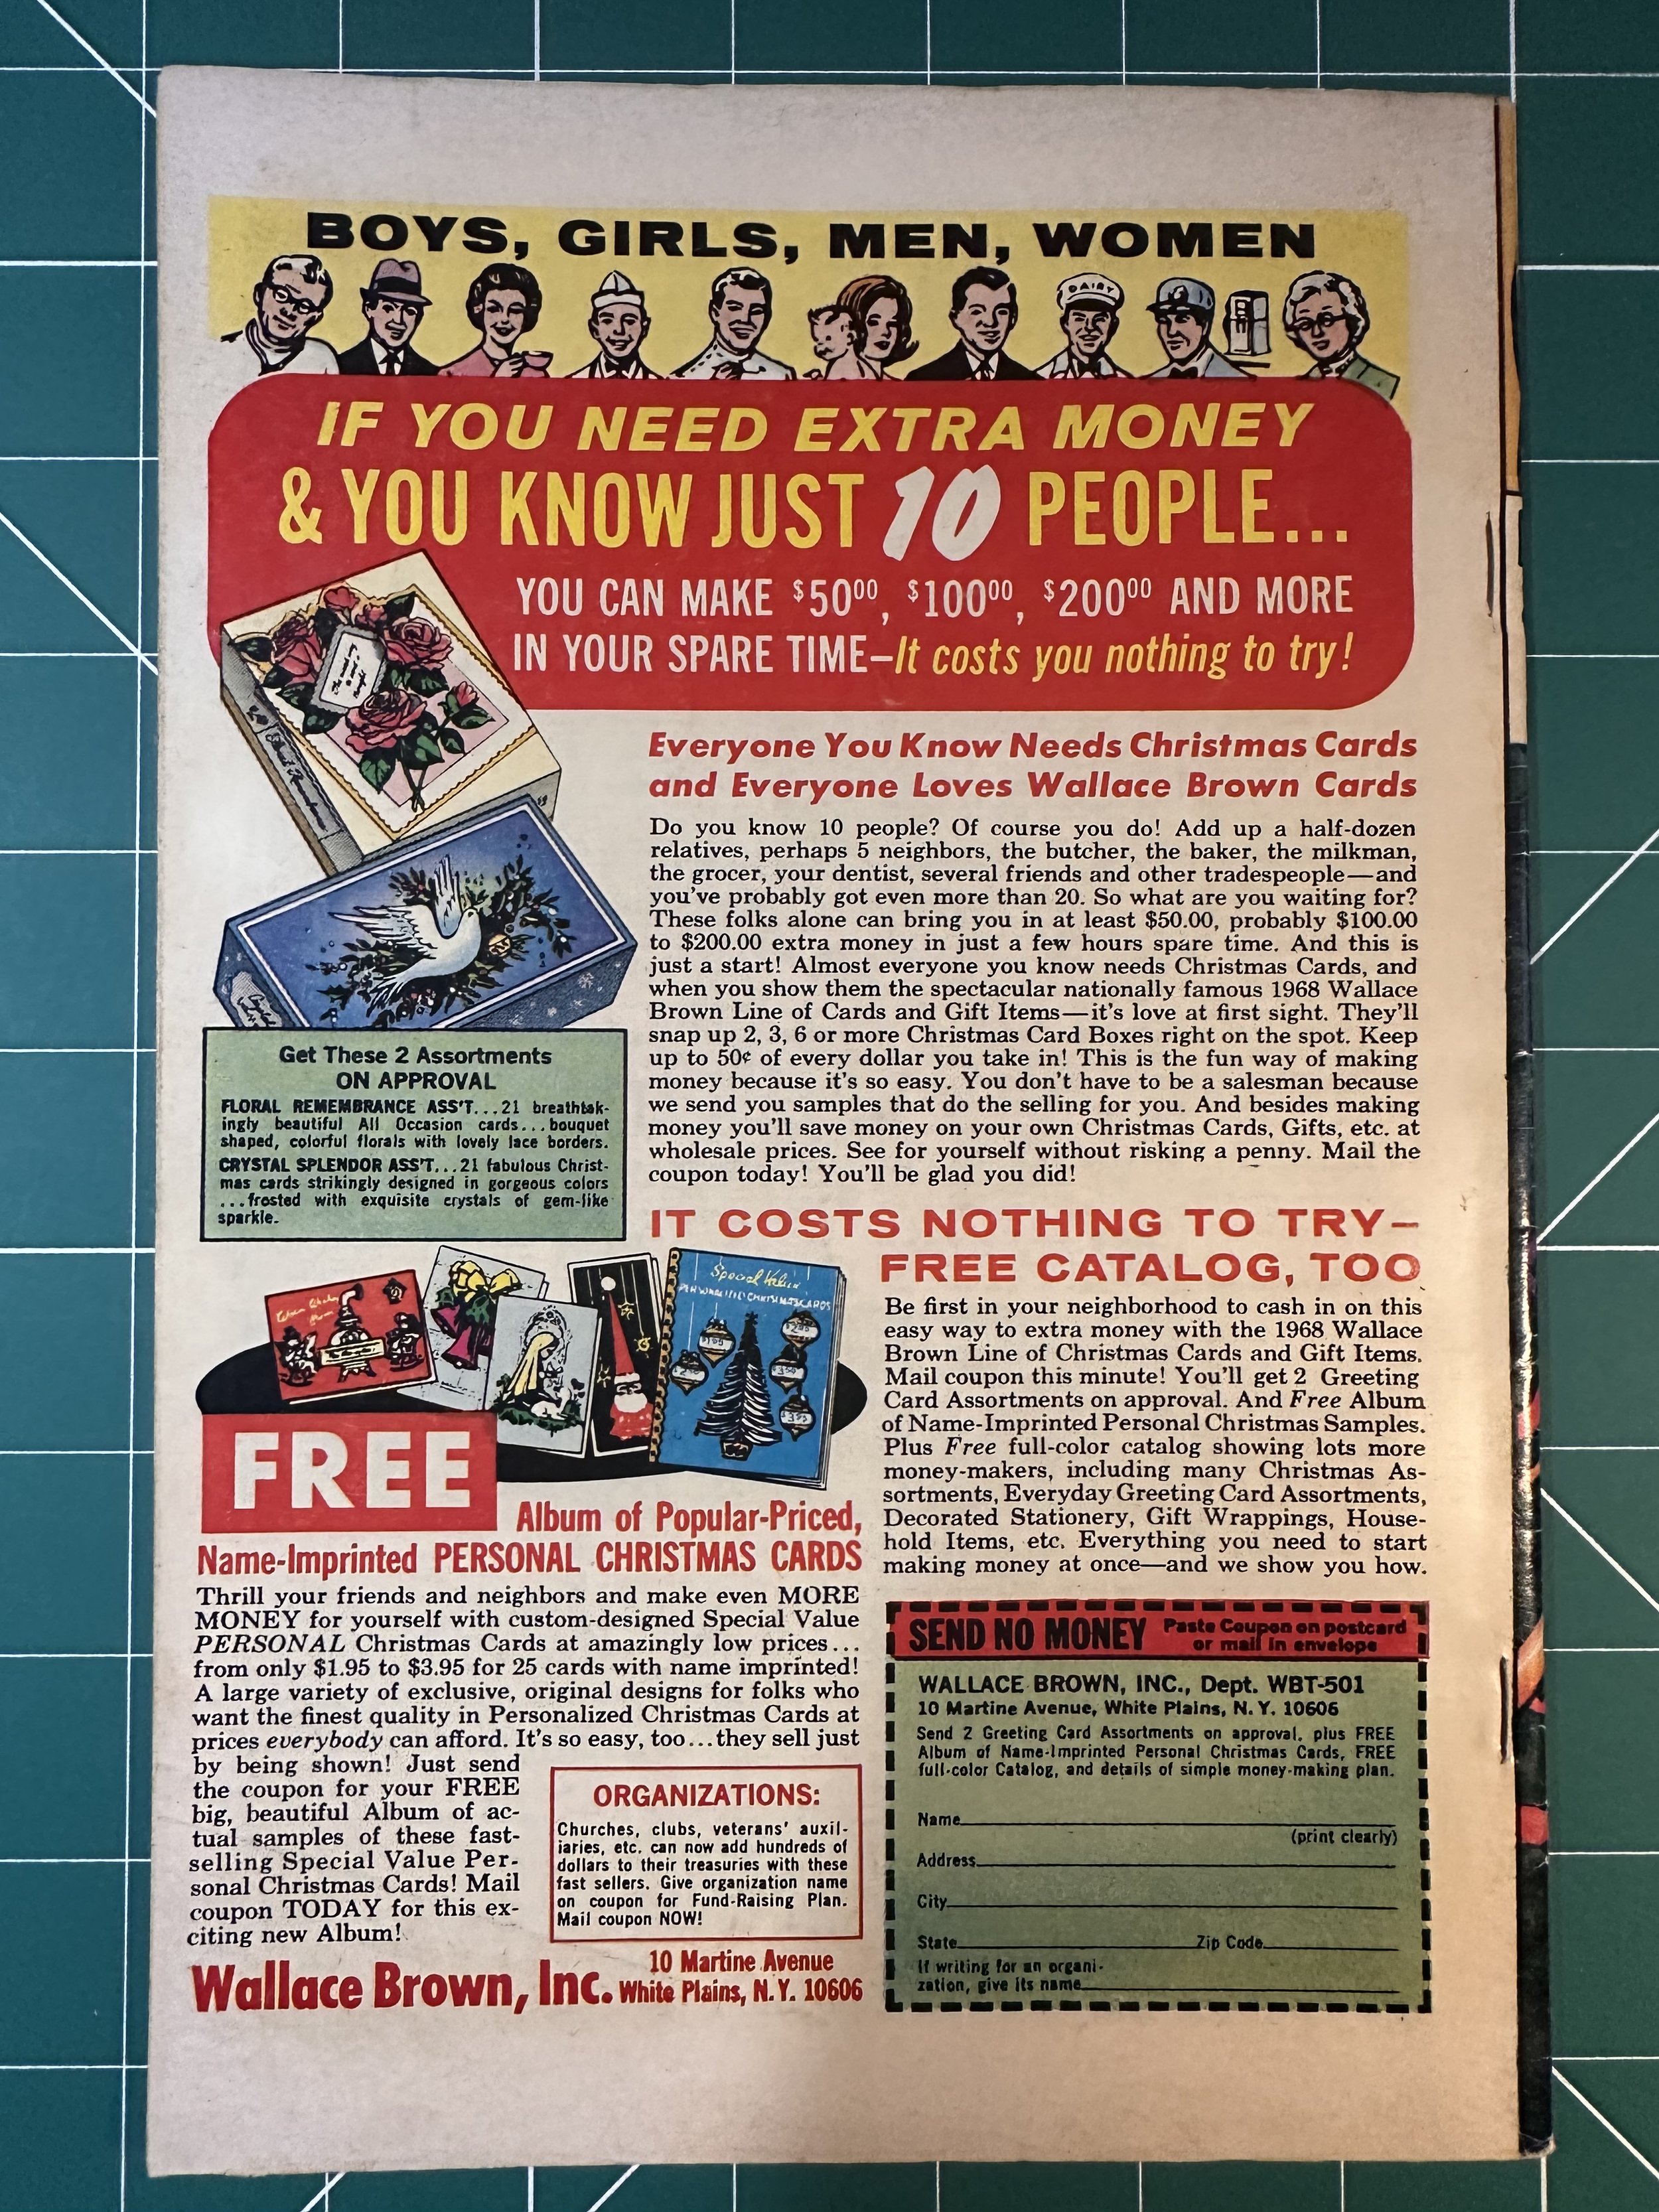 BOYS, GIRLS, MEN, WOMEN
DAIRY
IF YOU NEED EXTRA MONEY
& YOU KNOW JUST 10 PEOPLE...
YOU CAN MAKE $50⁰⁰, $100⁰⁰, $200⁰⁰ AND MORE
IN YOUR SPARE TIME–It costs you nothing to try!
Everyone You Know Needs Christmas Cards
and Everyone Loves Wallace Brown Cards
Do you know 10 people? Of course you do! Add up a half-dozen
relatives, perhaps 5 neighbors, the butcher, the baker, the milkman,
the grocer, your dentist, several friends and other tradespeople—and
you've probably got even more than 20. So what are you waiting for?
These folks alone can bring you in at least $50.00, probably $100.00
to $200.00 extra money in just a few hours spare time. And this is
just a start! Almost everyone you know needs Christmas Cards, and
when you show them the spectacular nationally famous 1968 Wallace
Brown Line of Cards and Gift Items—it's love at first sight. They'll
snap up 2, 3, 6 or more Christmas Card Boxes right on the spot. Keep
up to 50¢ of every dollar you take in! This is the fun way of making
money because it's so easy. You don't have to be a salesman because
we send you samples that do the selling for you. And besides making
money you'll save money on your own Christmas Cards, Gifts, etc. at
wholesale prices. See for yourself without risking a penny. Mail the
coupon today! You'll be glad you did!
Get These 2 Assortments
ON APPROVAL
FLORAL REMEMBRANCE ASS'T...21 breathtak-
ingly beautiful All Occasion cards...bouquet
shaped, colorful florals with lovely lace borders.
CRYSTAL SPLENDOR ASS'T...21 fabulous Christ-
mas cards strikingly designed in gorgeous colors
...frosted with exquisite crystals of gem-like
sparkle.
IT COSTS NOTHING TO TRY–
FREE CATALOG, TOO
Be first in your neighborhood to cash in on this
easy way to extra money with the 1968 Wallace
Brown Line of Christmas Cards and Gift Items.
Mail coupon this minute! You'll get 2 Greeting
Card Assortments on approval. And Free Album
of Name-Imprinted Personal Christmas Samples.
Plus Free full-color catalog showing lots more
money-makers, including many Christmas As-
sortments, Everyday Greeting Card Assortments,
Decorated Stationery, Gift Wrappings, House-
hold Items, etc. Everything you need to start
making money at once—and we show you how.
Special Value
PERSONALIZED CHRISTMAS CARDS
FREE
Album of Popular-Priced,
Name-Imprinted PERSONAL CHRISTMAS CARDS
Thrill your friends and neighbors and make even MORE
MONEY for yourself with custom-designed Special Value
PERSONAL Christmas Cards at amazingly low prices...
from only $1.95 to $3.95 for 25 cards with name imprinted!
A large variety of exclusive, original designs for folks who
want the finest quality in Personalized Christmas Cards at
prices everybody can afford. It's so easy, too...they sell just
by being shown! Just send
the coupon for your FREE
big, beautiful Album of ac-
tual samples of these fast-
selling Special Value Per-
sonal Christmas Cards! Mail
coupon TODAY for this ex-
citing new Album!
ORGANIZATIONS:
Churches, clubs, veterans' auxil-
iaries, etc. can now add hundreds of
dollars to their treasuries with these
fast sellers. Give organization name
on coupon for Fund-Raising Plan.
Mail coupon NOW!
Wallace Brown, Inc.
10 Martine Avenue
White Plains, N.Y. 10606
SEND NO MONEY Paste Coupon on postcard
or mail in envelope
WALLACE BROWN, INC., Dept. WBT-501
10 Martine Avenue, White Plains, N. Y. 10606
Send 2 Greeting Card Assortments on approval, plus FREE
Album of Name-Imprinted Personal Christmas Cards, FREE
full-color Catalog, and details of simple money-making plan.
Name
(print clearly)
Address
City
State Zip Code
If writing for an organi-
zation, give its name